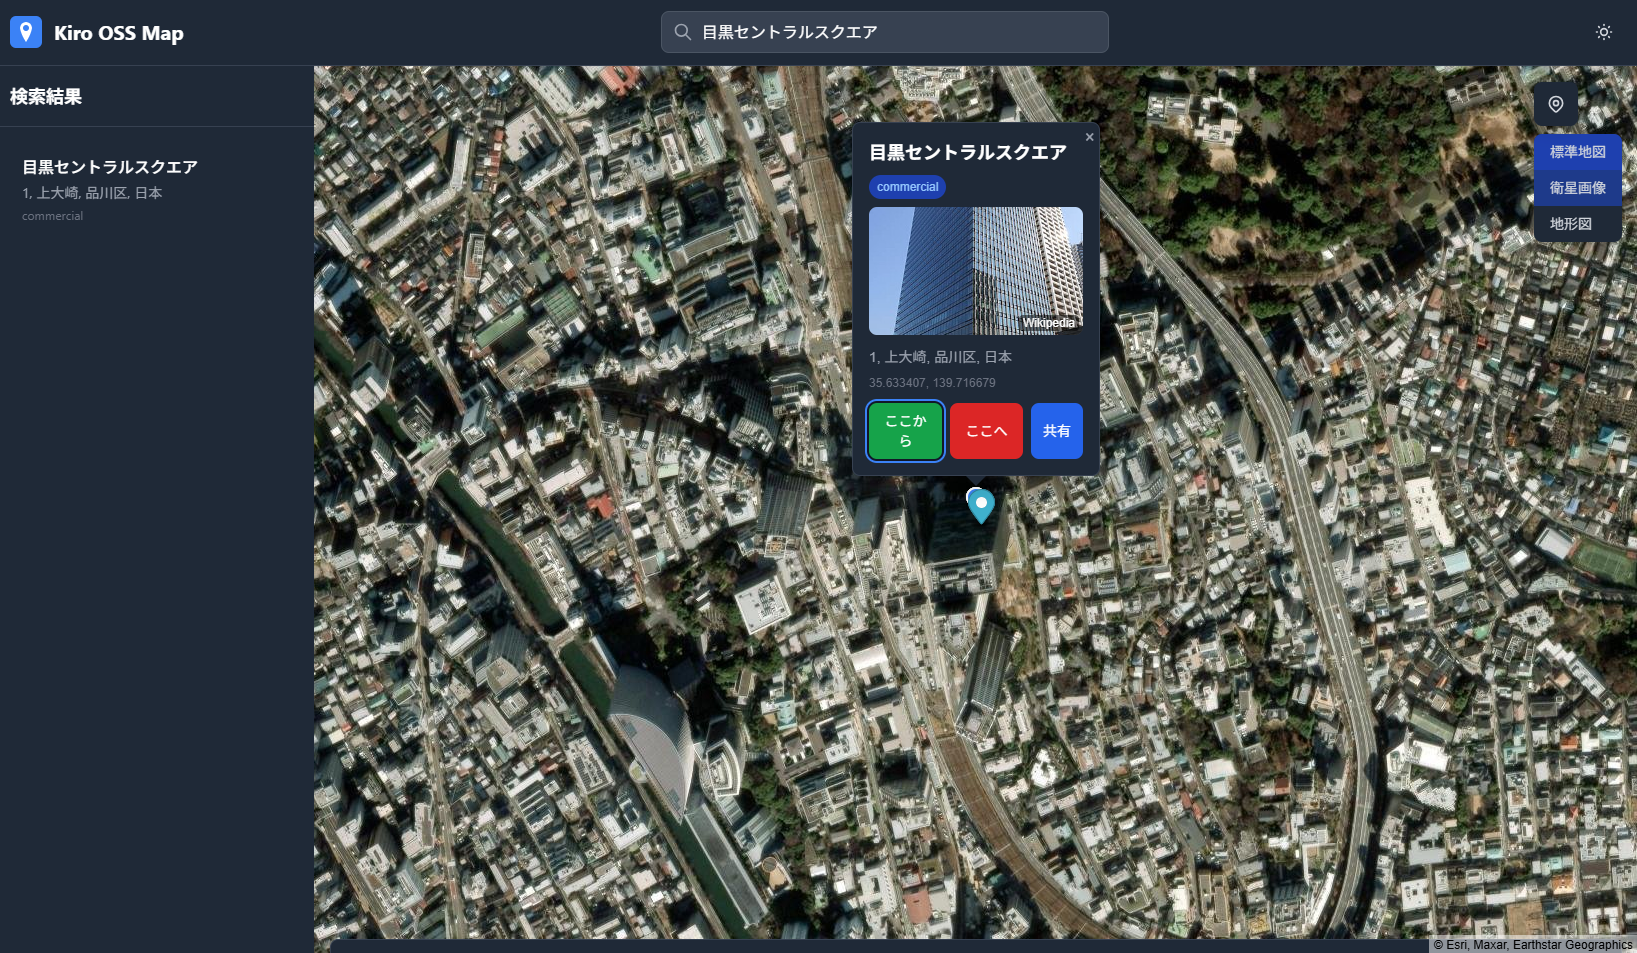 Kiro OSS Map
目黒セントラルスクエア
検索結果
目黒セントラルスクエア
1, 上大崎, 品川区, 日本
commercial
×
目黒セントラルスクエア
commercial
Wikipedia
1, 上大崎, 品川区, 日本
35.633407, 139.716679
ここか
ら
ここへ
共有
標準地図
衛星画像
地形図
© Esri, Maxar, Earthstar Geographics